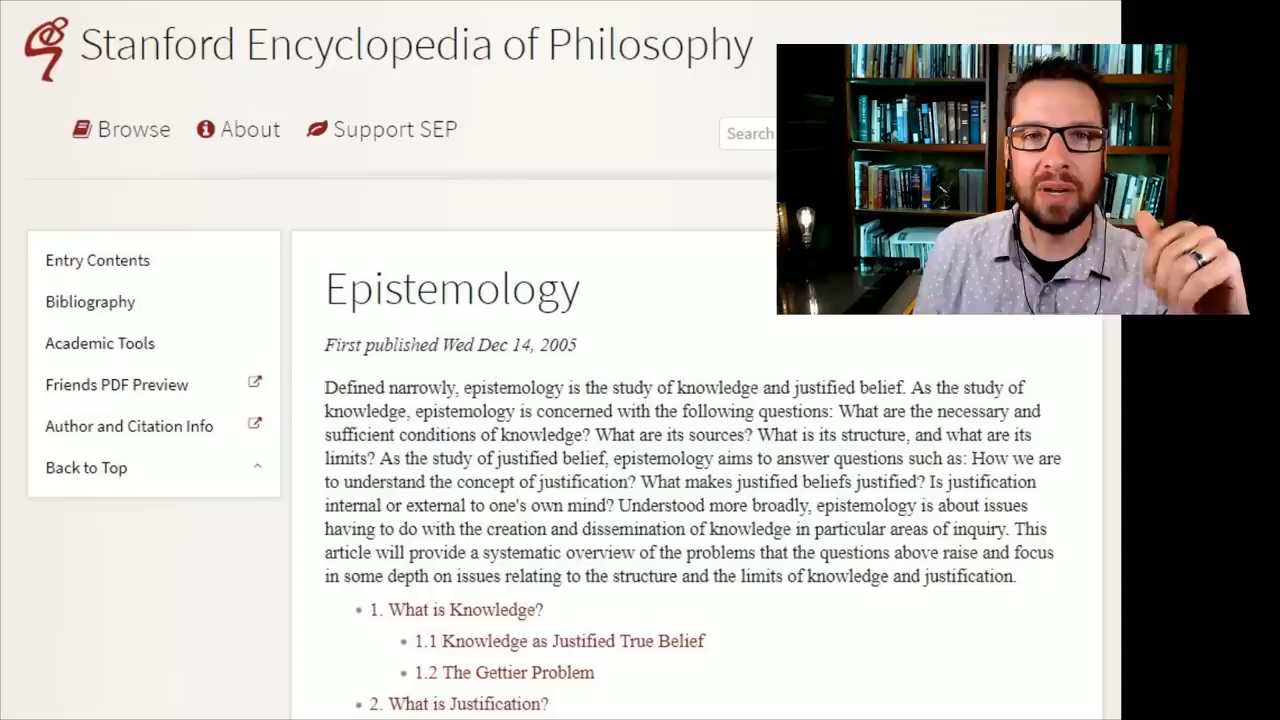 Stanford Encyclopedia of Philosophy
Browse About Support SEP
Search
Entry Contents
Bibliography
Academic Tools
Friends PDF Preview
Author and Citation Info
Back to Top
Epistemology
First published Wed Dec 14, 2005
Defined narrowly, epistemology is the study of knowledge and justified belief. As the study of
knowledge, epistemology is concerned with the following questions: What are the necessary and
sufficient conditions of knowledge? What are its sources? What is its structure, and what are its
limits? As the study of justified belief, epistemology aims to answer questions such as: How we are
to understand the concept of justification? What makes justified beliefs justified? Is justification
internal or external to one's own mind? Understood more broadly, epistemology is about issues
having to do with the creation and dissemination of knowledge in particular areas of inquiry. This
article will provide a systematic overview of the problems that the questions above raise and focus
in some depth on issues relating to the structure and the limits of knowledge and justification.
1. What is Knowledge?
1.1 Knowledge as Justified True Belief
1.2 The Gettier Problem
2. What is Justification?